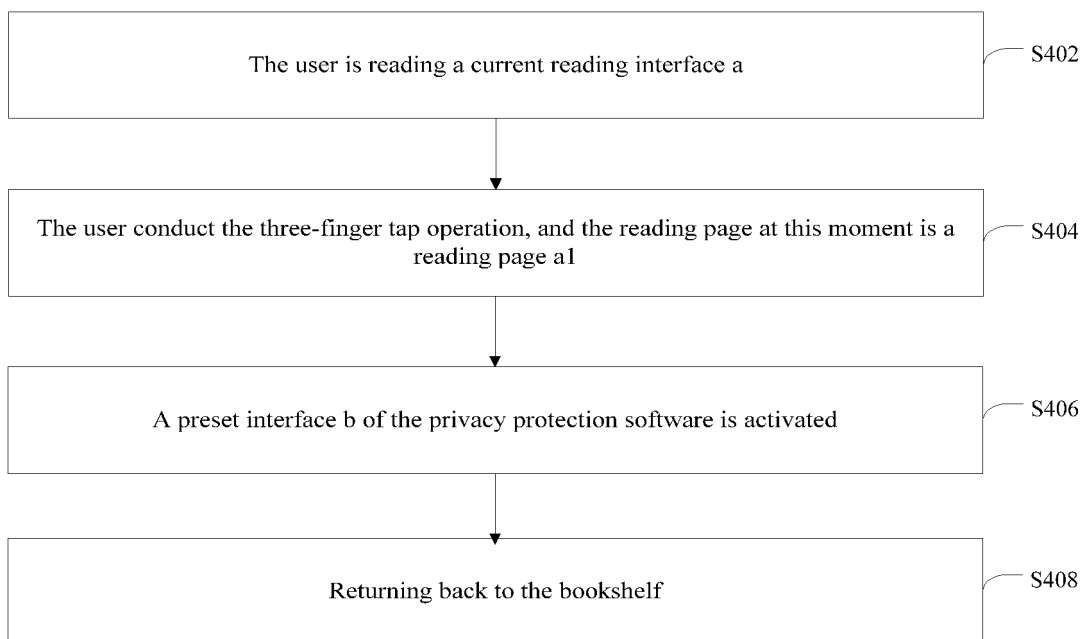 The user is reading a current reading interface a
S402
The user conduct the three-finger tap operation, and the reading page at this moment is a
reading page a1
S404
A preset interface b of the privacy protection software is activated
S406
Returning back to the bookshelf
S408